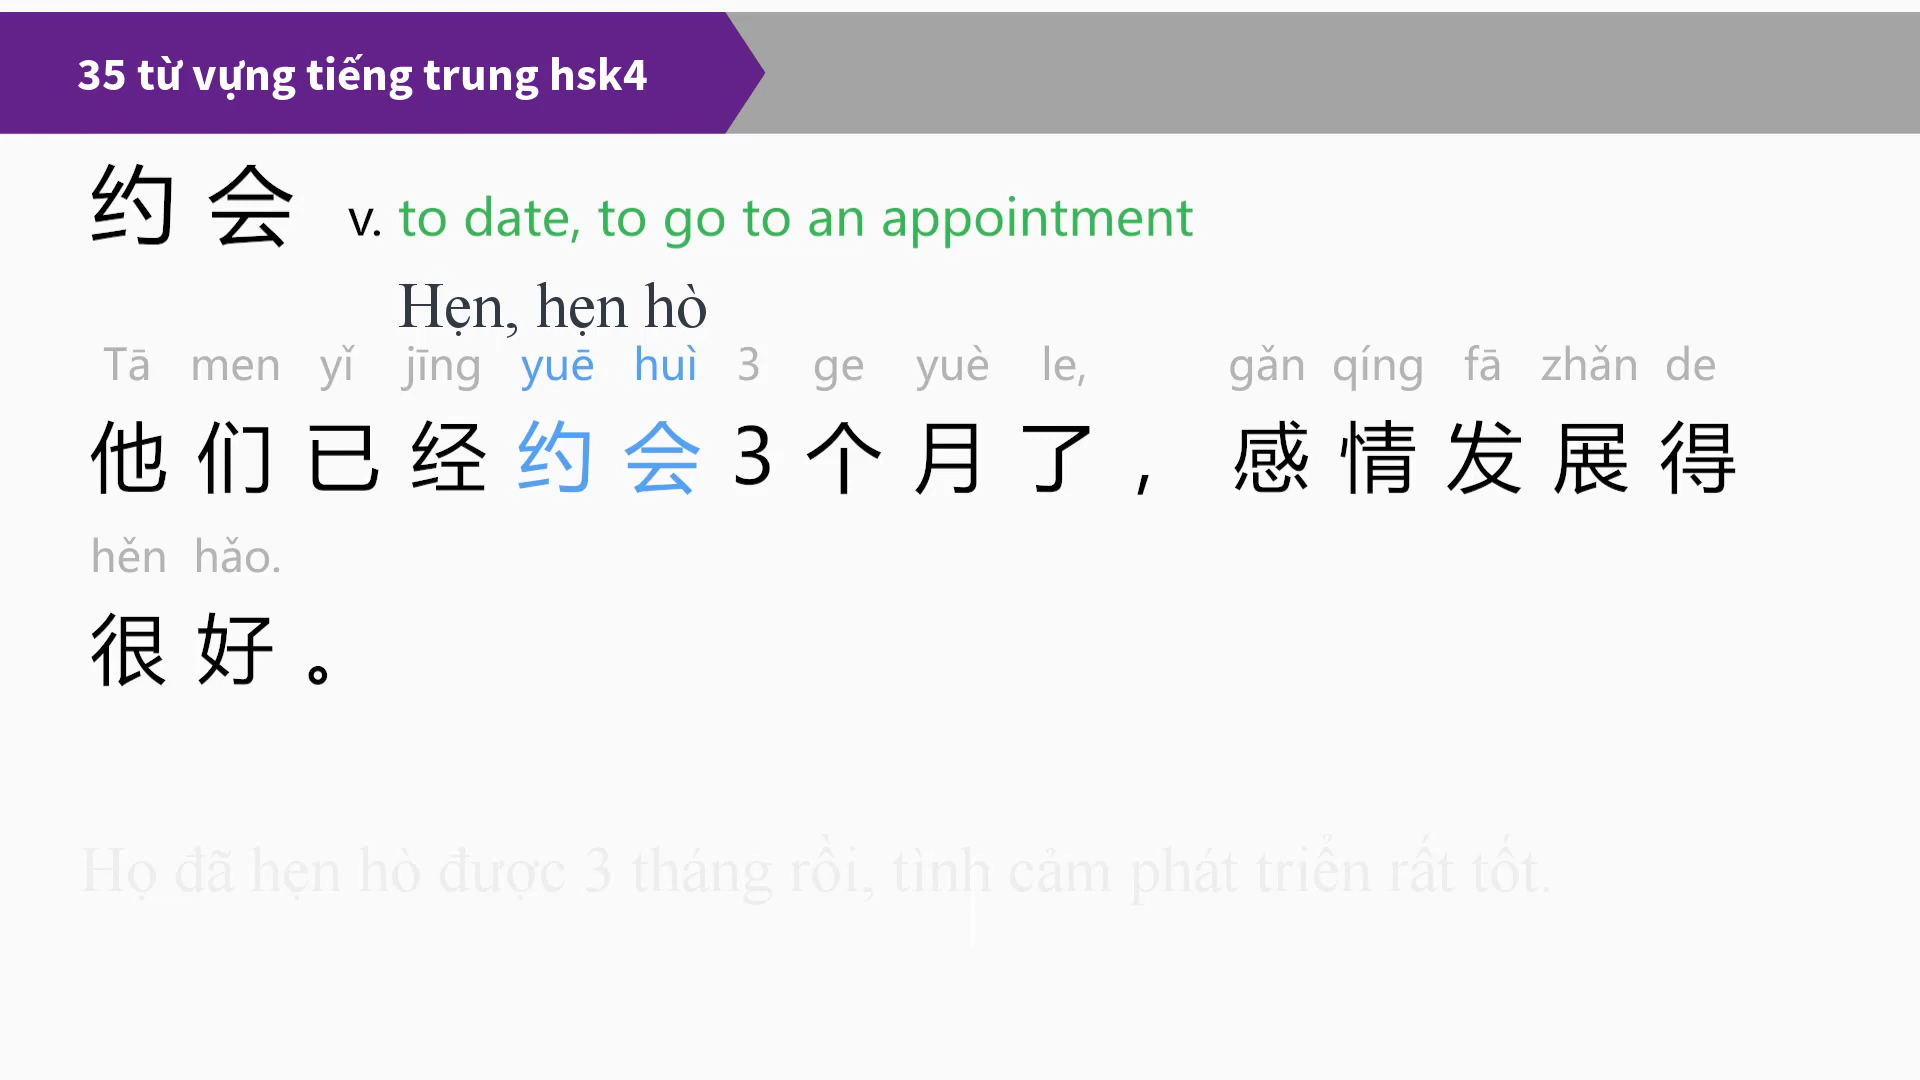 35 từ vựng tiếng trung hsk4
约会 v. to date, to go to an appointment
Hẹn, hẹn hò
Tā men yǐ jīng yuē huì 3 ge yuè le, gǎn qíng fā zhǎn de
他们已经约会3个月了，感情发展得
hěn hǎo.
很好。
Họ đã hẹn hò được 3 tháng rồi, tình cảm phát triển rất tốt.